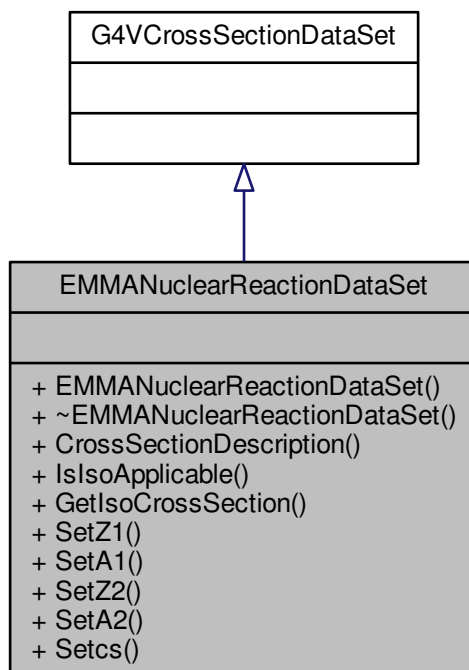 G4VCrossSectionDataSet
EMMANuclearReactionDataSet
+ EMMANuclearReactionDataSet()
+ ~EMMANuclearReactionDataSet()
+ CrossSectionDescription()
+ IsIsoApplicable()
+ GetIsoCrossSection()
+ SetZ1()
+ SetA1()
+ SetZ2()
+ SetA2()
+ Setcs()